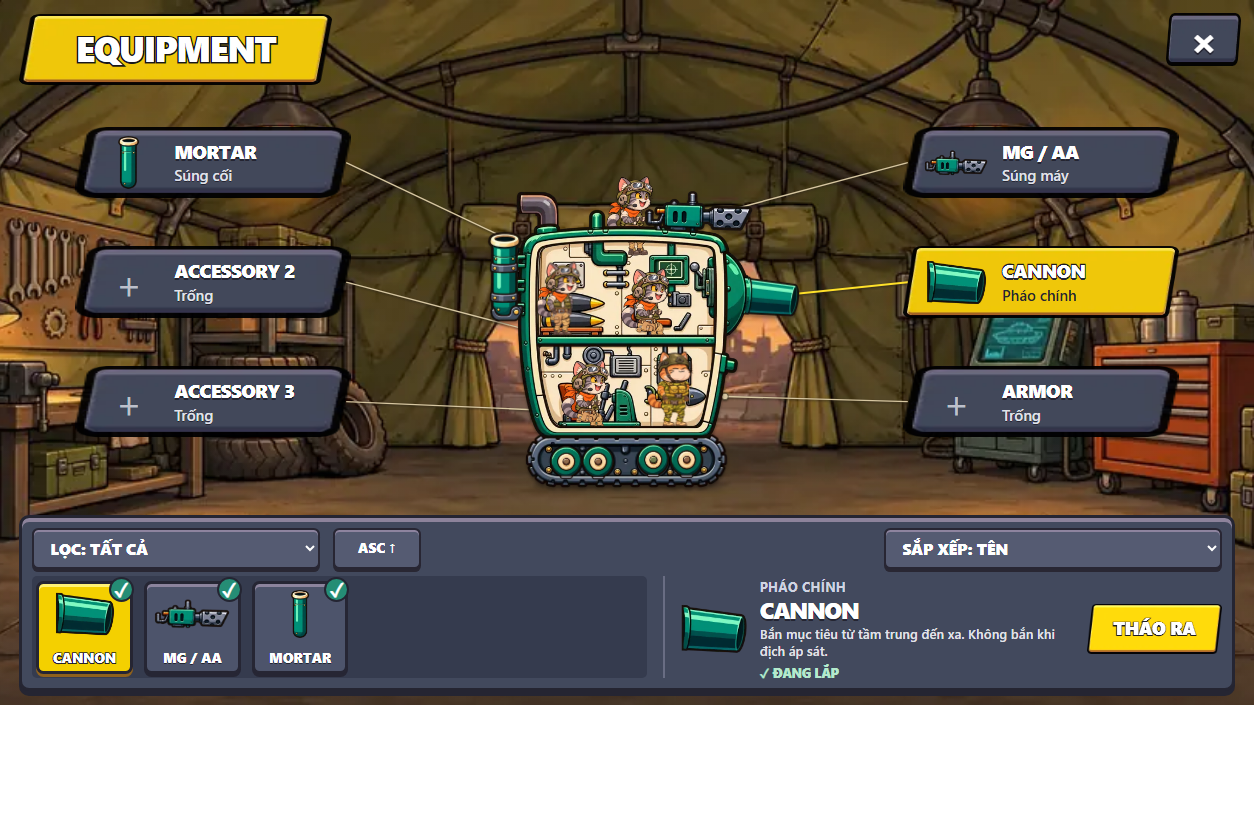 EQUIPMENT
×
MORTAR
Súng cối
MG / AA
Súng máy
ACCESSORY 2
Trống
CANNON
Pháo chính
ACCESSORY 3
Trống
ARMOR
Trống
LỌC: TẤT CẢ
ASC ↑
SẮP XẾP: TÊN
CANNON
MG / AA
MORTAR
PHÁO CHÍNH
CANNON
Bắn mục tiêu từ tầm trung đến xa. Không bắn khi
địch áp sát.
✓ ĐANG LẮP
THÁO RA